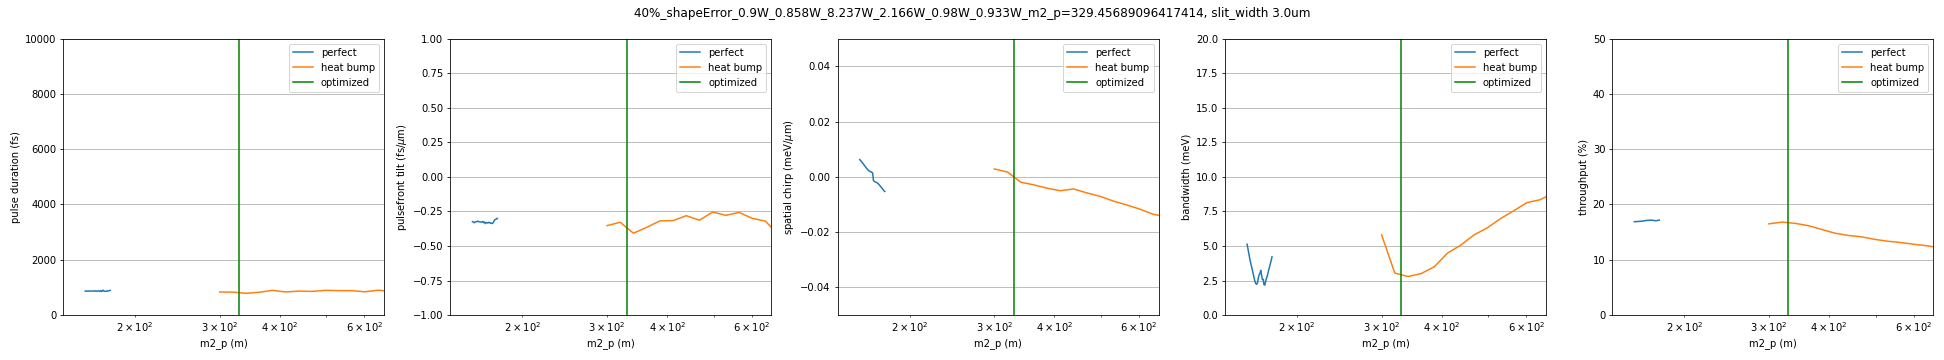 40%_shapeError_0.9W_0.858W_8.237W_2.166W_0.98W_0.933W_m2_p=329.45689096417414, slit_width 3.0um
pulse duration (fs)
10000
8000
6000
4000
2000
0
perfect
heat bump
optimized
2 × 10²
3 × 10²
4 × 10²
6 × 10²
m2_p (m)
pulsefront tilt (fs/μm)
1.00
0.75
0.50
0.25
0.00
−0.25
−0.50
−0.75
−1.00
perfect
heat bump
optimized
2 × 10²
3 × 10²
4 × 10²
6 × 10²
m2_p (m)
spatial chirp (meV/μm)
0.04
0.02
0.00
−0.02
−0.04
perfect
heat bump
optimized
2 × 10²
3 × 10²
4 × 10²
6 × 10²
m2_p (m)
bandwidth (meV)
20.0
17.5
15.0
12.5
10.0
7.5
5.0
2.5
0.0
perfect
heat bump
optimized
2 × 10²
3 × 10²
4 × 10²
6 × 10²
m2_p (m)
throughput (%)
50
40
30
20
10
0
perfect
heat bump
optimized
2 × 10²
3 × 10²
4 × 10²
6 × 10²
m2_p (m)